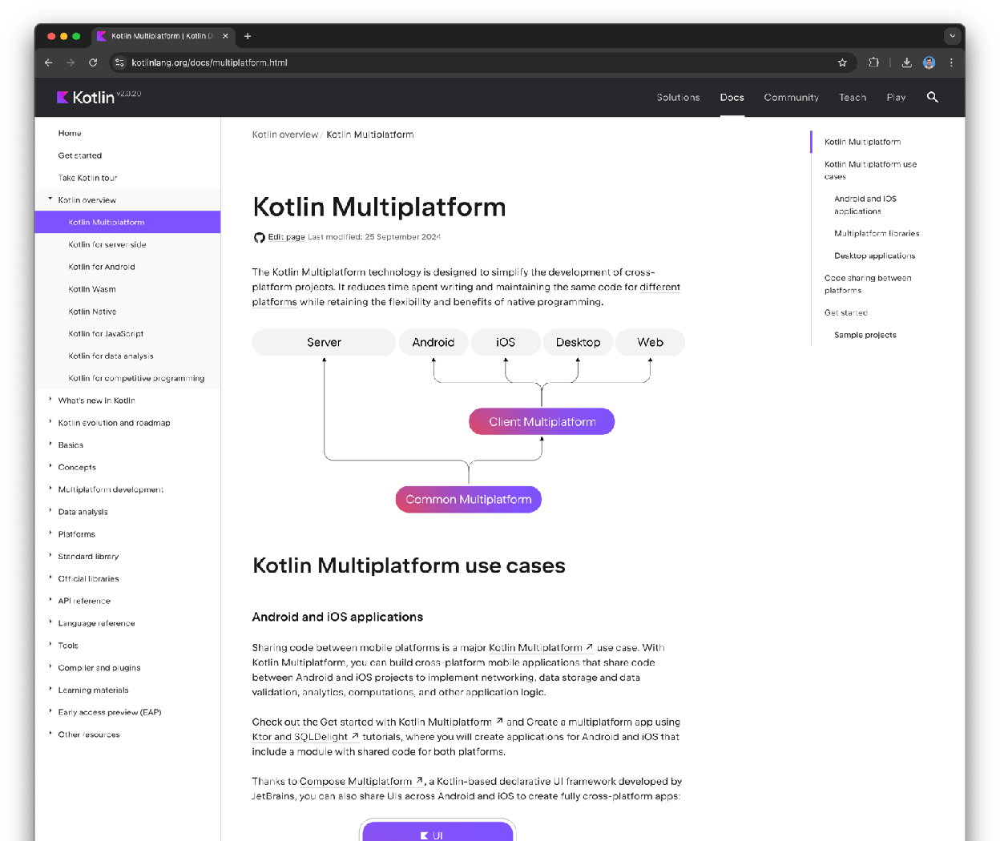 Kotlin Multiplatform | Kotlin D
kotlinlang.org/docs/multiplatform.html
Kotlin v2.0.20
Solutions
Docs
Community
Teach
Play
Home
Get started
Take Kotlin tour
Kotlin overview
Kotlin Multiplatform
Kotlin for server side
Kotlin for Android
Kotlin Wasm
Kotlin Native
Kotlin for JavaScript
Kotlin for data analysis
Kotlin for competitive programming
What's new in Kotlin
Kotlin evolution and roadmap
Basics
Concepts
Multiplatform development
Data analysis
Platforms
Standard library
Official libraries
API reference
Language reference
Tools
Compiler and plugins
Learning materials
Early access preview (EAP)
Other resources
Kotlin overview / Kotlin Multiplatform
Kotlin Multiplatform
Edit page Last modified: 25 September 2024
The Kotlin Multiplatform technology is designed to simplify the development of cross-
platform projects. It reduces time spent writing and maintaining the same code for different
platforms while retaining the flexibility and benefits of native programming.
Server
Android
iOS
Desktop
Web
Client Multiplatform
Common Multiplatform
Kotlin Multiplatform use cases
Android and iOS applications
Sharing code between mobile platforms is a major Kotlin Multiplatform ↗ use case. With
Kotlin Multiplatform, you can build cross-platform mobile applications that share code
between Android and iOS projects to implement networking, data storage and data
validation, analytics, computations, and other application logic.
Check out the Get started with Kotlin Multiplatform ↗ and Create a multiplatform app using
Ktor and SQLDelight ↗ tutorials, where you will create applications for Android and iOS that
include a module with shared code for both platforms.
Thanks to Compose Multiplatform ↗, a Kotlin-based declarative UI framework developed by
JetBrains, you can also share UIs across Android and iOS to create fully cross-platform apps:
UI
Kotlin Multiplatform
Kotlin Multiplatform use
cases
Android and iOS
applications
Multiplatform libraries
Desktop applications
Code sharing between
platforms
Get started
Sample projects